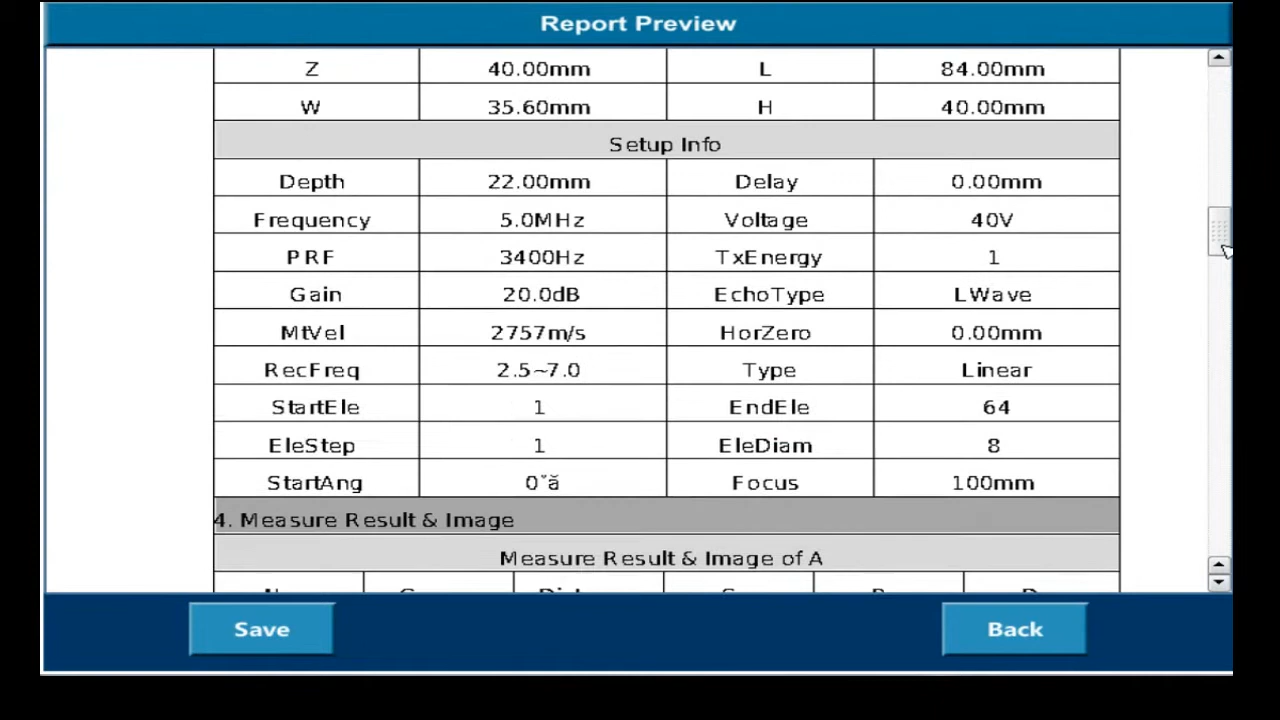 Report Preview
Z 40.00mm L 84.00mm
W 35.60mm H 40.00mm
Setup Info
Depth 22.00mm Delay 0.00mm
Frequency 5.0MHz Voltage 40V
PRF 3400Hz TxEnergy 1
Gain 20.0dB EchoType LWave
MtVel 2757m/s HorZero 0.00mm
RecFreq 2.5~7.0 Type Linear
StartEle 1 EndEle 64
EleStep 1 EleDiam 8
StartAng 0˚ă Focus 100mm
4. Measure Result & Image
Measure Result & Image of A
Save Back